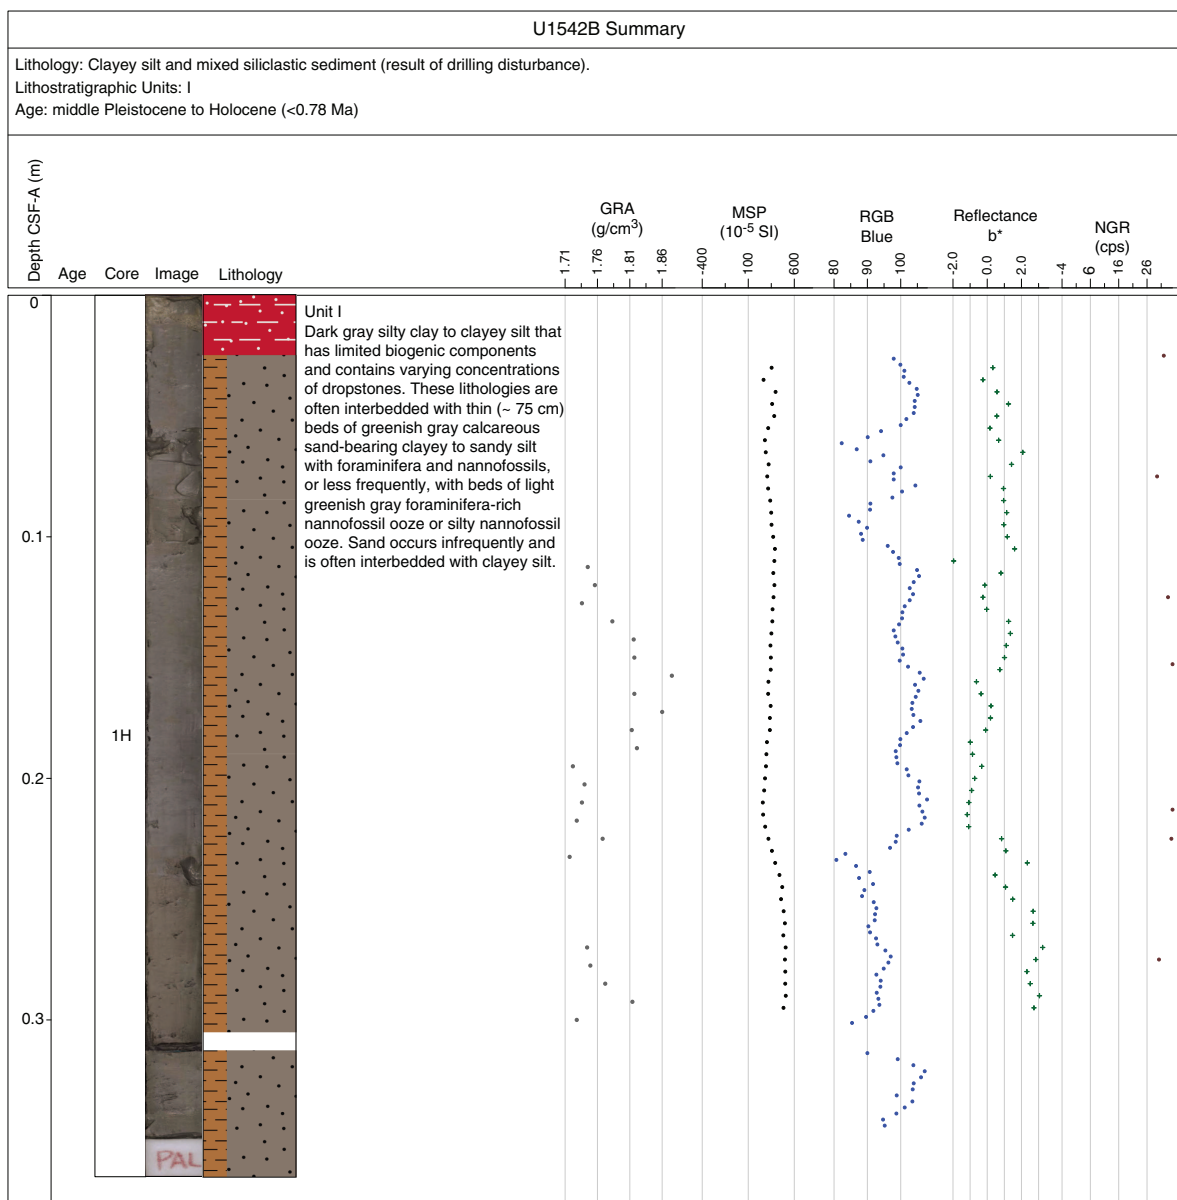 U1542B Summary
Lithology: Clayey silt and mixed siliclastic sediment (result of drilling disturbance).
Lithostratigraphic Units: I
Age: middle Pleistocene to Holocene (<0.78 Ma)
Depth CSF-A (m)
Age
Core
Image
Lithology
GRA
(g/cm3)
1.71
1.76
1.81
1.86
MSP
(10-5 SI)
-400
100
600
RGB
Blue
80
90
100
Reflectance
b*
-2.0
0.0
2.0
NGR
(cps)
-4
6
16
26
0
0.1
0.2
0.3
1H
PAL
Unit I
Dark gray silty clay to clayey silt that
has limited biogenic components
and contains varying concentrations
of dropstones. These lithologies are
often interbedded with thin (~ 75 cm)
beds of greenish gray calcareous
sand-bearing clayey to sandy silt
with foraminifera and nannofossils,
or less frequently, with beds of light
greenish gray foraminifera-rich
nannofossil ooze or silty nannofossil
ooze. Sand occurs infrequently and
is often interbedded with clayey silt.